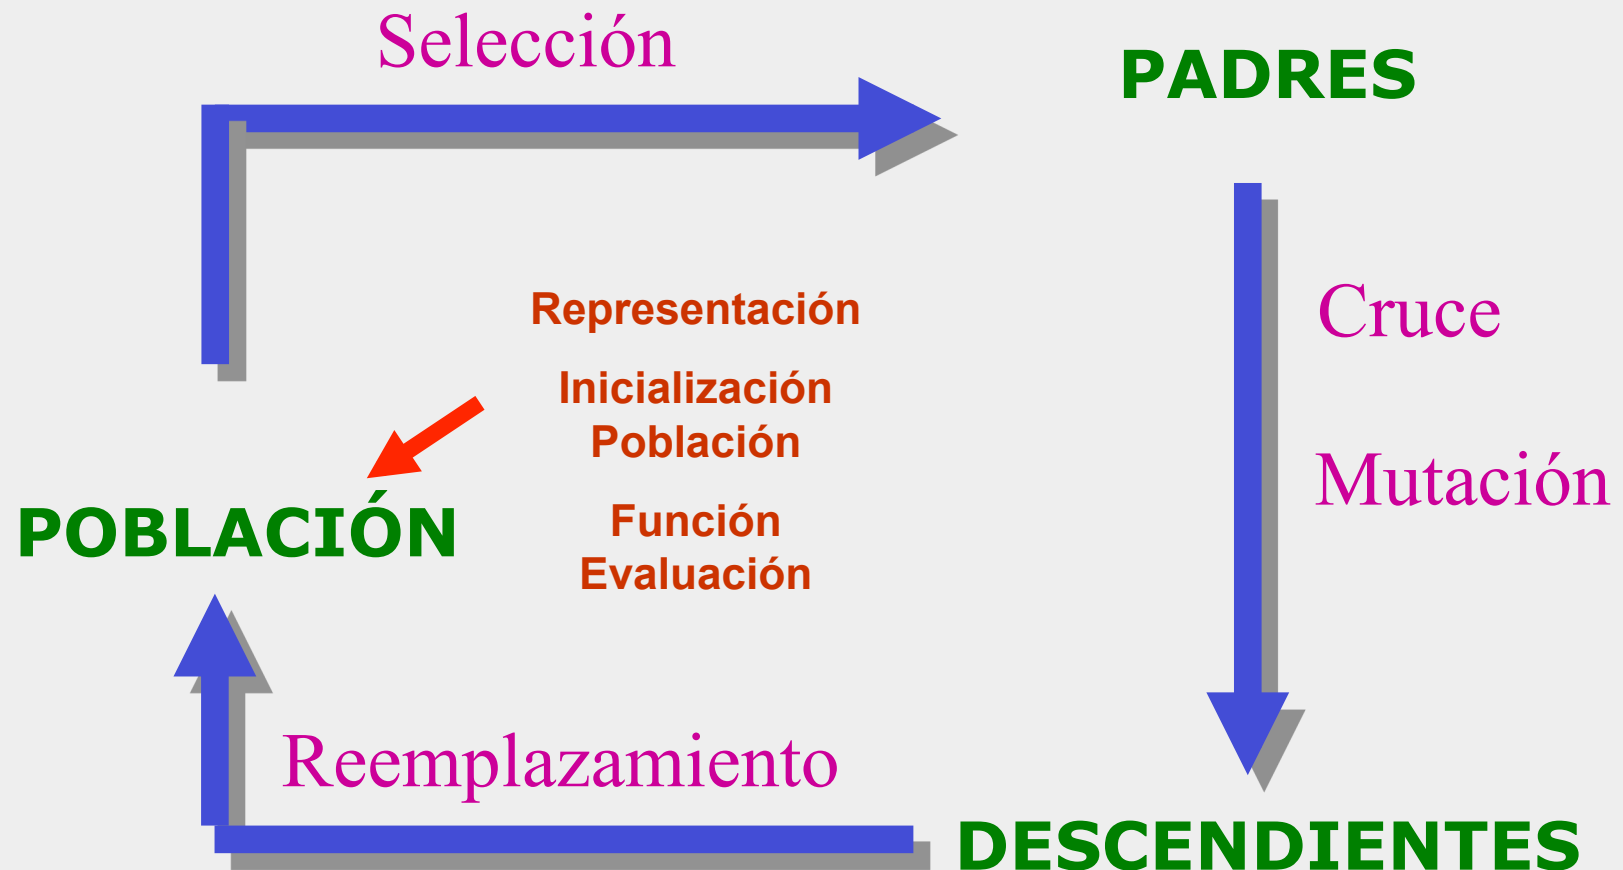 Selección
PADRES
Representación
Cruce
Inicialización
Población
Mutación
POBLACIÓN
Función
Evaluación
Reemplazamiento
DESCENDIENTES